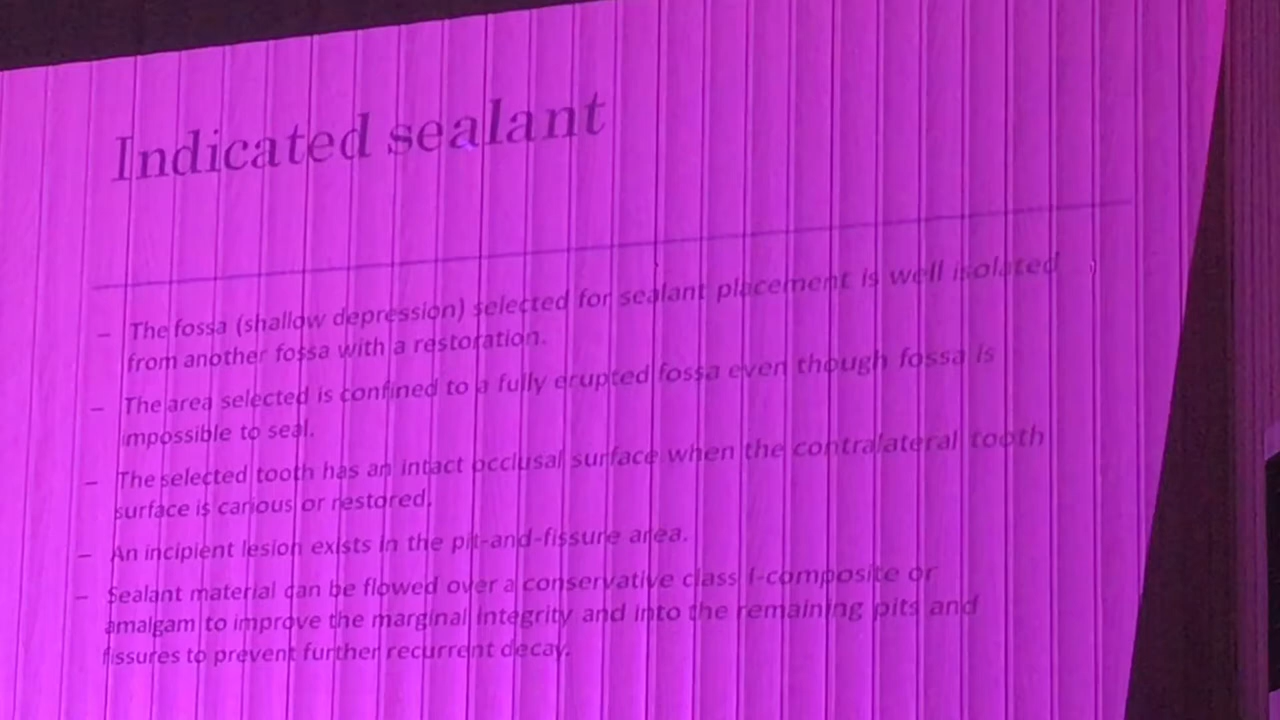 Indicated sealant
– The fossa (shallow depression) selected for sealant placement is well isolated
from another fossa with a restoration.
– The area selected is confined to a fully erupted fossa even though fossa is
impossible to seal.
– The selected tooth has an intact occlusal surface when the contralateral tooth
surface is carious or restored.
– An incipient lesion exists in the pit-and-fissure area.
– Sealant material can be flowed over a conservative class I-composite or
amalgam to improve the marginal integrity and into the remaining pits and
fissures to prevent further recurrent decay.